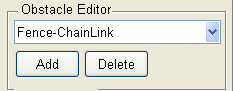 Obstacle Editor
Fence-ChainLink
Add Delete